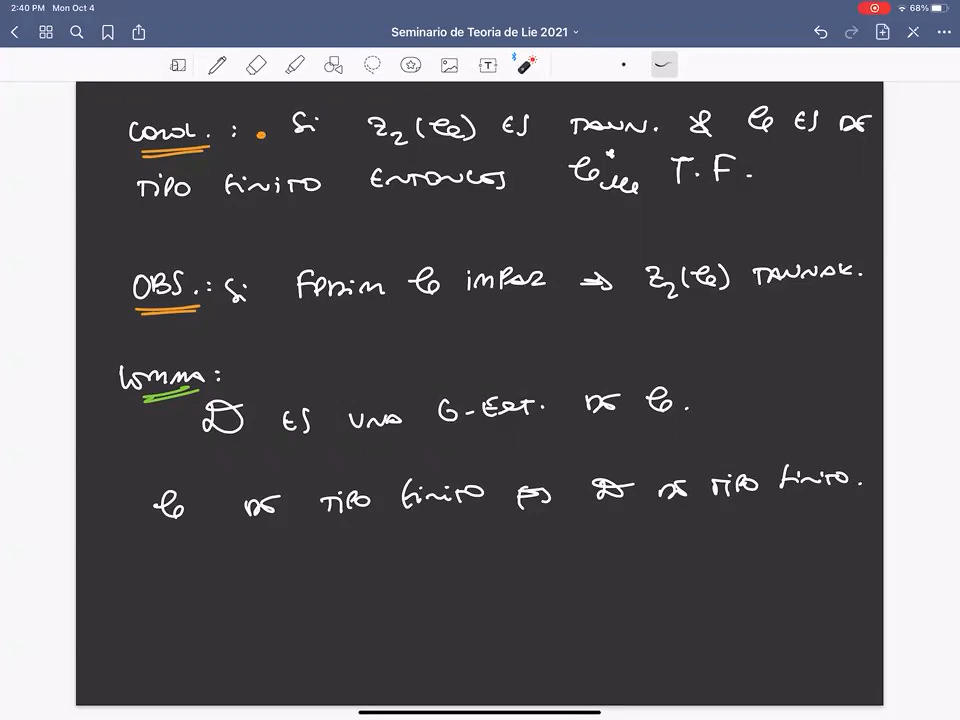 2:40 PM Mon Oct 4
68%
Seminario de Teoria de Lie 2021
T
COROL. : • Si Z₂(C) ES TANN. & C ES DE
TIPO FINITO ENTONCES T.F.
OBS. : Si FPdim C IMPAR ⇒ Z₂(C) TANNAK.
LEMMA :
D ES UNA G-EXT. DE C.
C DE TIPO FINITO ⇔ D DE TIPO FINITO.